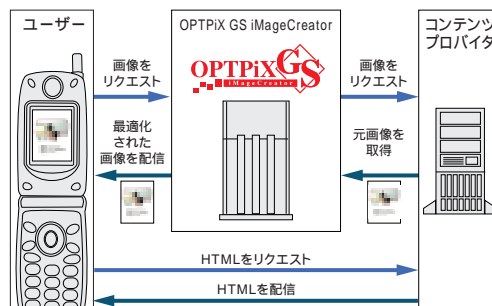 ユーザー
OPTPiX GS iMageCreator
コンテンツ
プロバイダ
OPTPiX GS
iMageCreator
画像を
リクエスト
画像を
リクエスト
最適化
された
画像を配信
元画像を
取得
HTMLをリクエスト
HTMLを配信